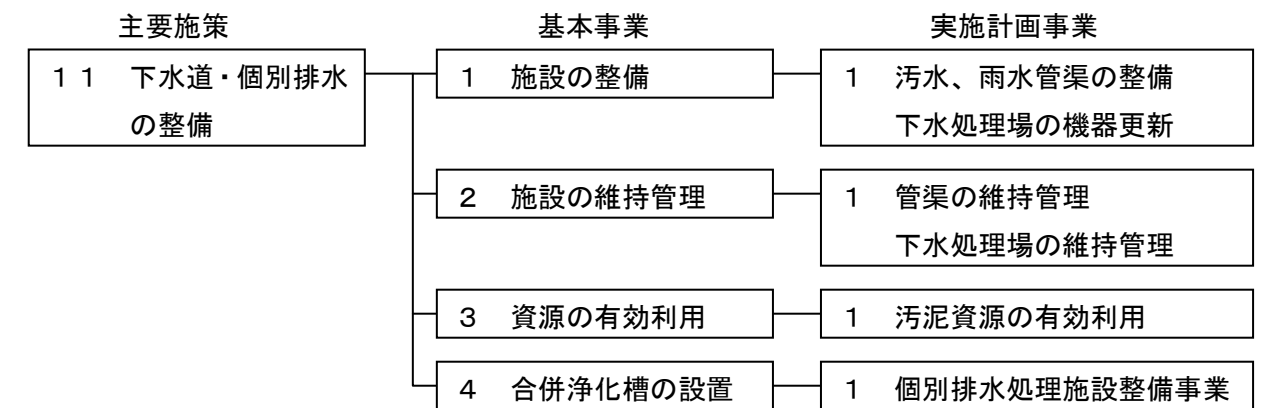 主要施策　基本事業　実施計画事業
１１　下水道・個別排水
の整備
１　施設の整備
１　汚水、雨水管渠の整備
下水処理場の機器更新
２　施設の維持管理
１　管渠の維持管理
下水処理場の維持管理
３　資源の有効利用
１　汚泥資源の有効利用
４　合併浄化槽の設置
１　個別排水処理施設整備事業